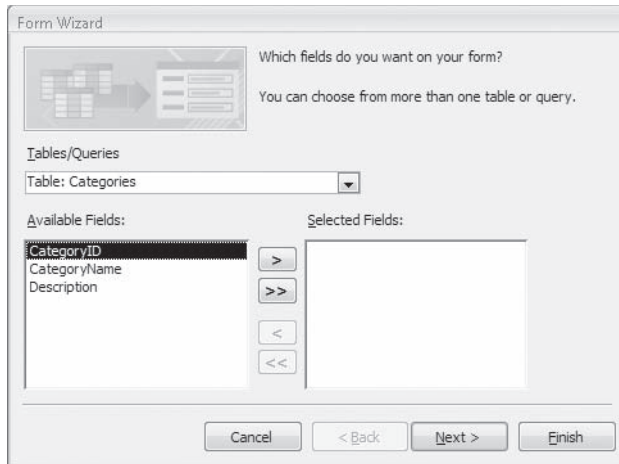 Form Wizard
Which fields do you want on your form?
You can choose from more than one table or query.
Tables/Queries
Table: Categories
Available Fields:
Selected Fields:
CategoryID
CategoryName
Description
>
>>
<
<<
Cancel
< Back
Next >
Finish